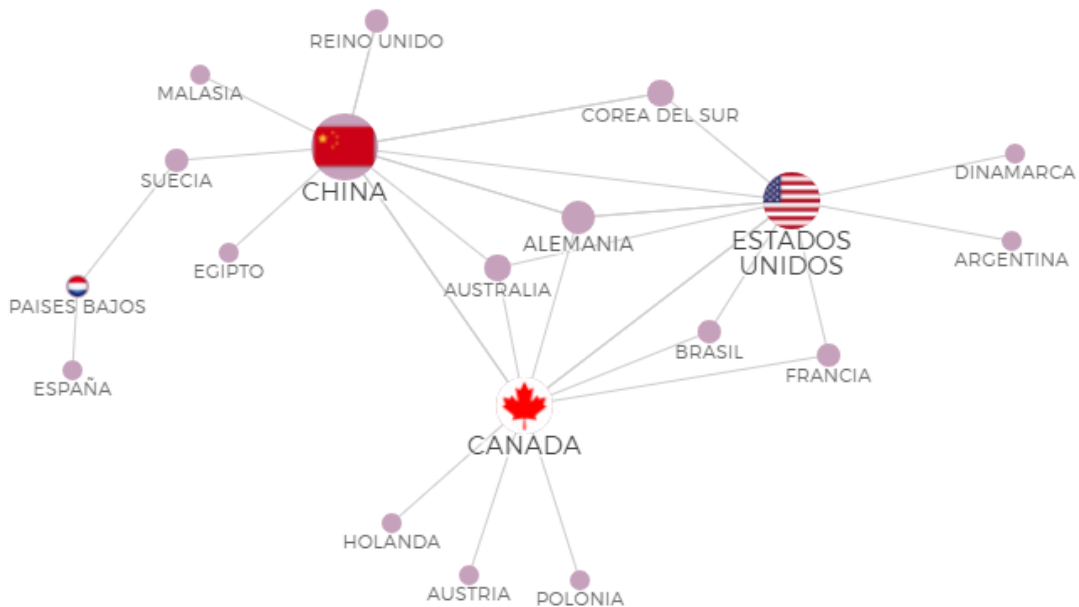 REINO UNIDO
MALASIA
COREA DEL SUR
DINAMARCA
SUECIA
CHINA
ESTADOS
UNIDOS
ALEMANIA
ARGENTINA
EGIPTO
AUSTRALIA
PAISES BAJOS
BRASIL
FRANCIA
ESPAÑA
CANADA
HOLANDA
AUSTRIA
POLONIA